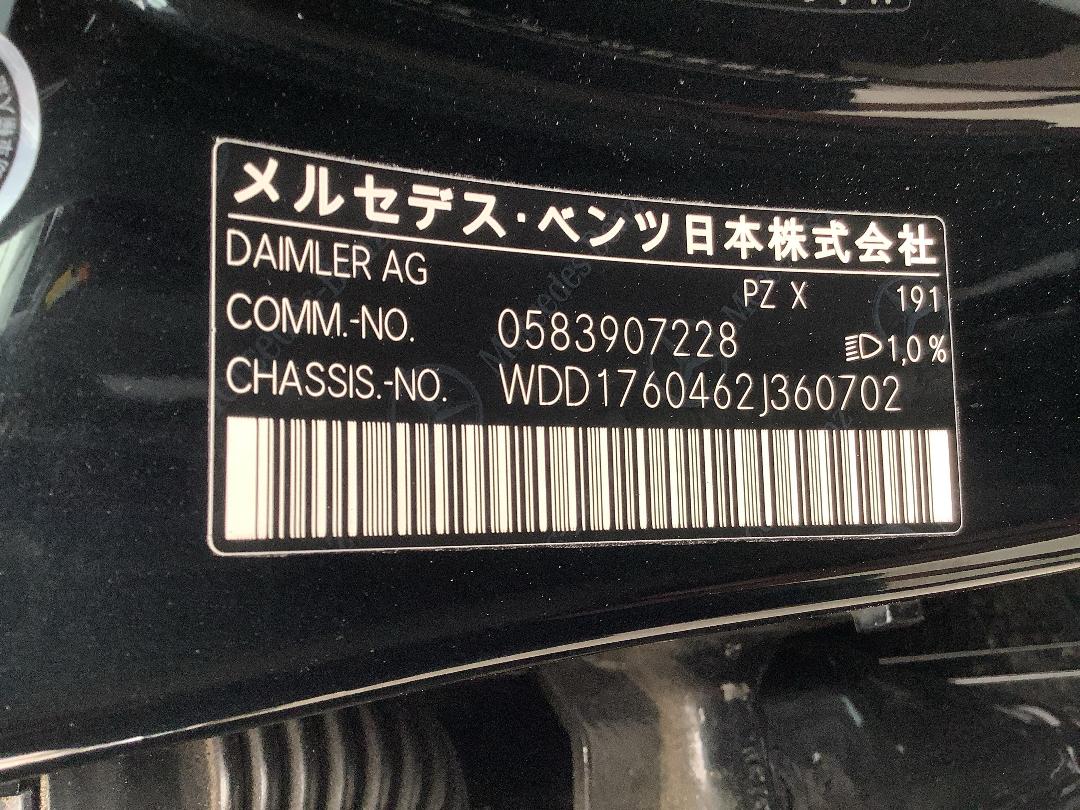 メルセデス・ベンツ日本株式会社
DAIMLER AG
PZ X 191
COMM.-NO. 0583907228
1,0%
CHASSIS.-NO. WDD1760462J360702